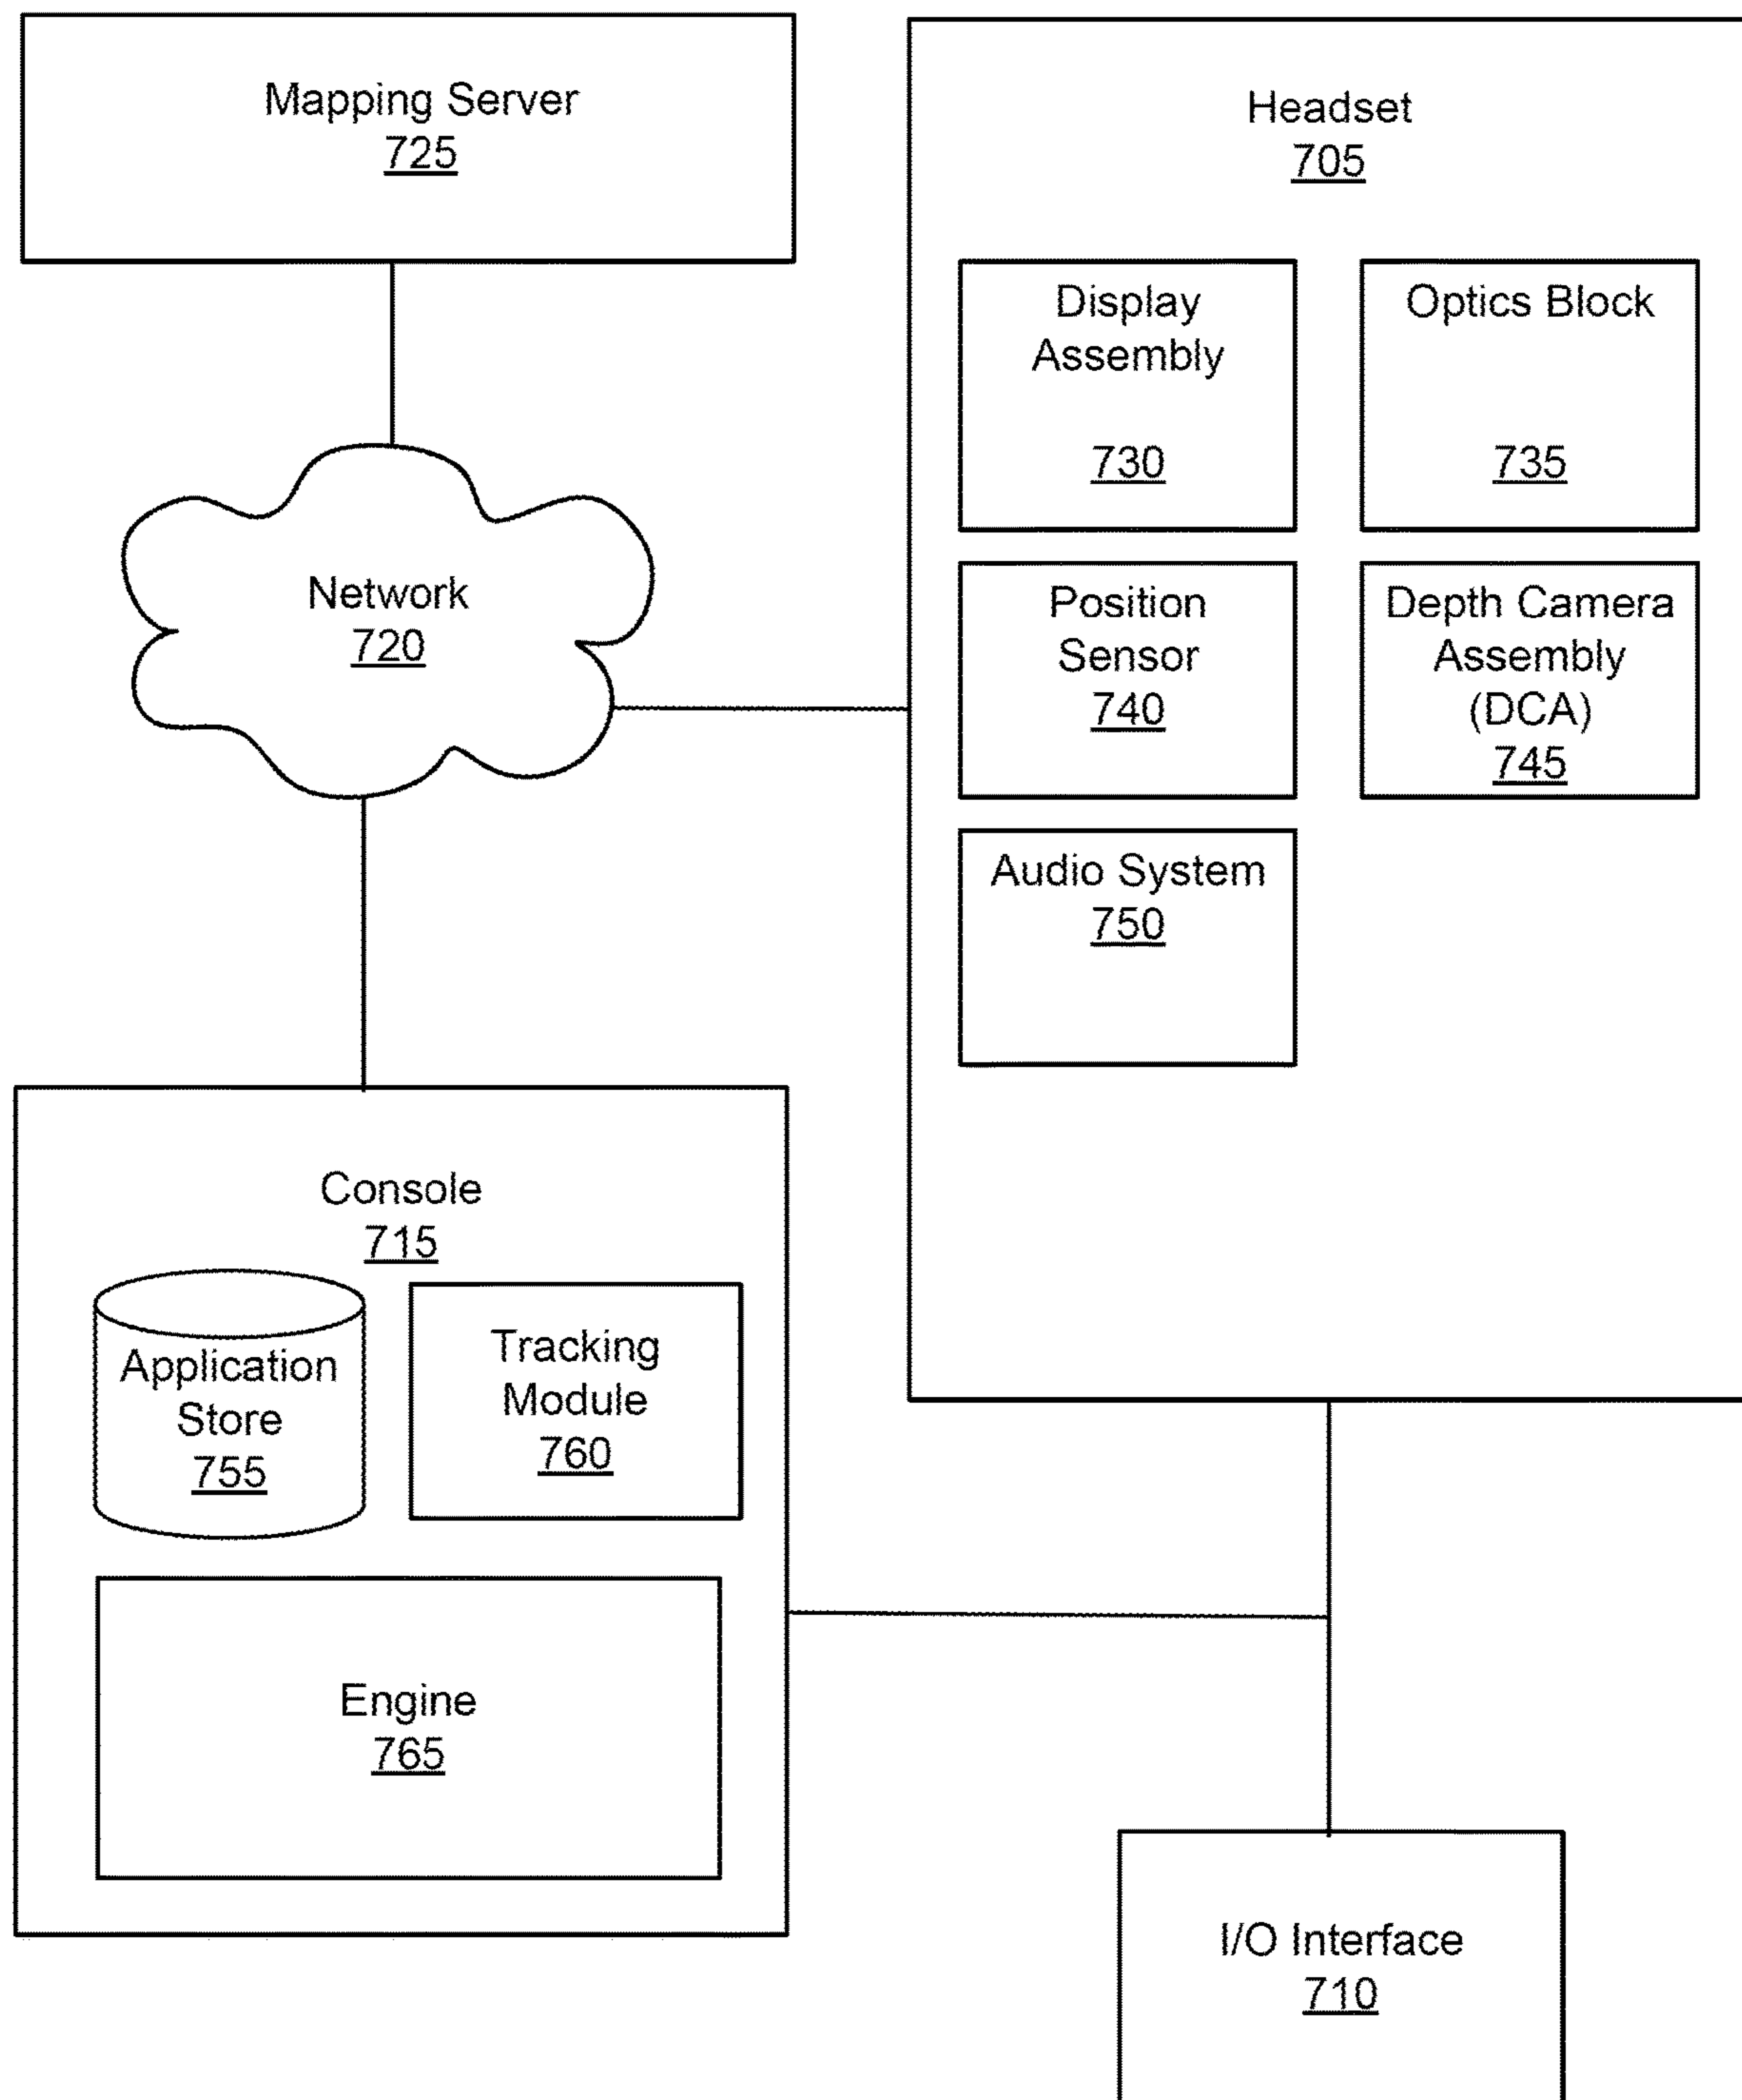 Mapping Server
725
Headset
705
Display
Assembly
730
Optics Block
735
Position
Sensor
740
Depth Camera
Assembly
(DCA)
745
Audio System
750
Network
720
Console
715
Application
Store
755
Tracking
Module
760
Engine
765
I/O Interface
710